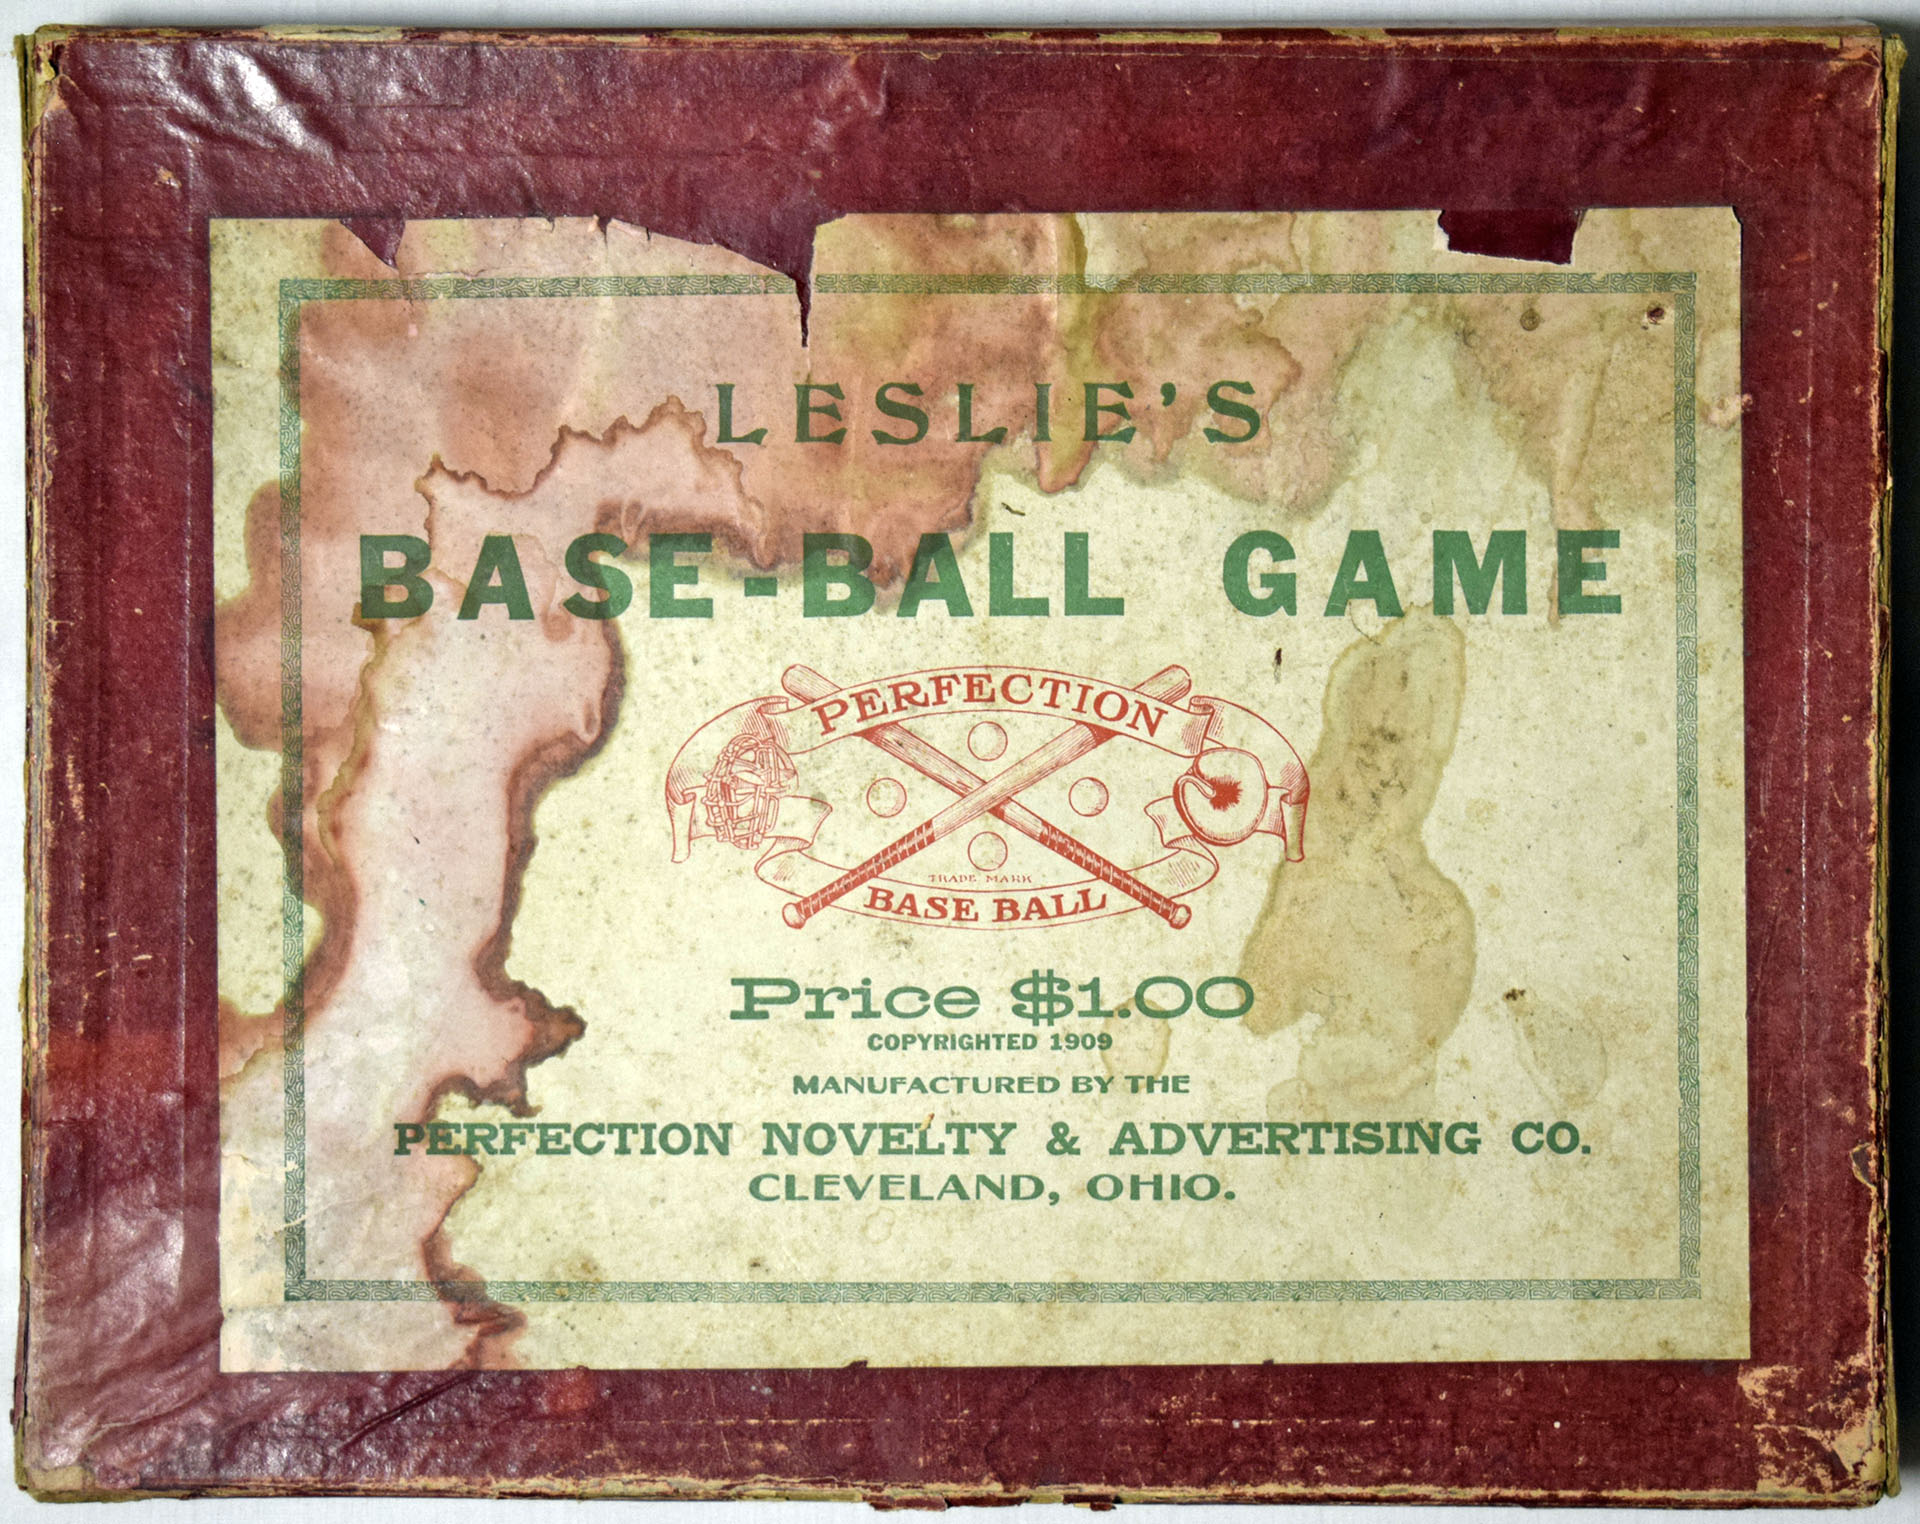 LESLIE'S
BASE-BALL GAME
PERFECTION
TRADE MARK
BASE BALL
Price $1.00
COPYRIGHTED 1909
MANUFACTURED BY THE
PERFECTION NOVELTY & ADVERTISING CO.
CLEVELAND, OHIO.